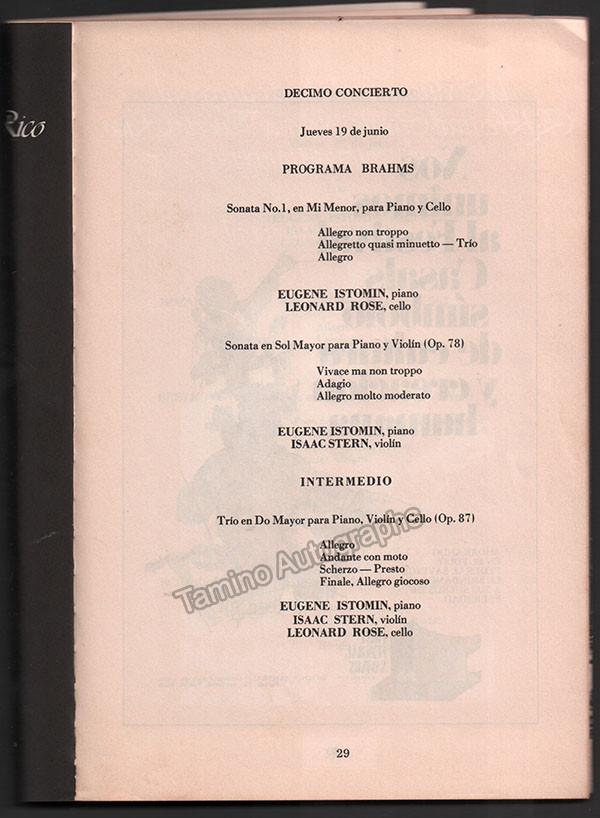 Rico
DECIMO CONCIERTO
Jueves 19 de junio
PROGRAMA BRAHMS
Sonata No.1, en Mi Menor, para Piano y Cello
Allegro non troppo
Allegretto quasi minuetto — Trío
Allegro
EUGENE ISTOMIN, piano
LEONARD ROSE, cello
Sonata en Sol Mayor para Piano y Violín (Op. 78)
Vivace ma non troppo
Adagio
Allegro molto moderato
EUGENE ISTOMIN, piano
ISAAC STERN, violín
INTERMEDIO
Trío en Do Mayor para Piano, Violín y Cello (Op. 87)
Allegro
Andante con moto
Scherzo — Presto
Finale, Allegro giocoso
Tamino Autographs
EUGENE ISTOMIN, piano
ISAAC STERN, violín
LEONARD ROSE, cello
29